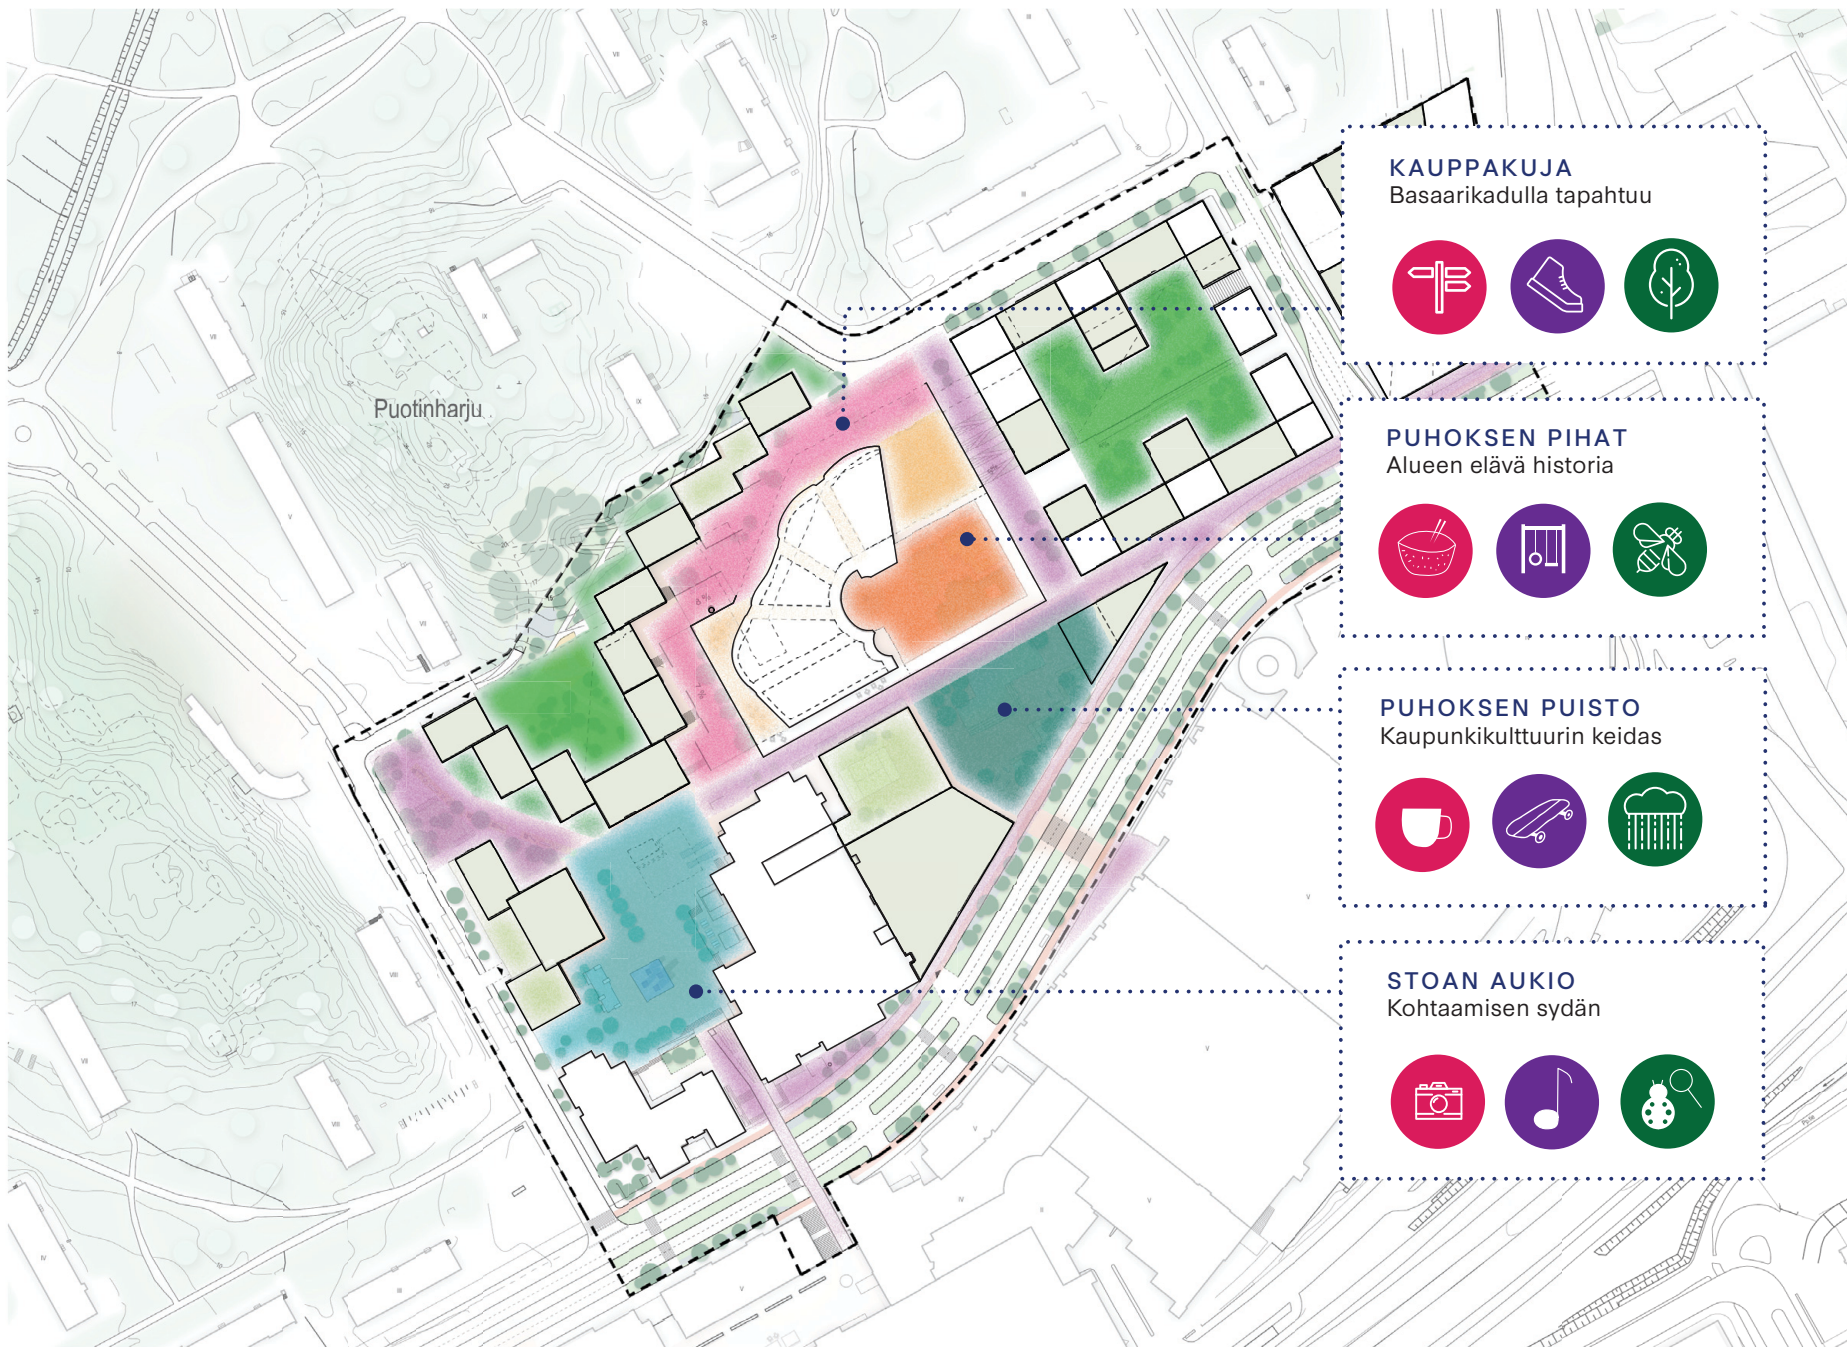 KAUPPAKUJA
Basaarikadulla tapahtuu
Puotinharju
PUHOKSEN PIHAT
Alueen elävä historia
PUHOKSEN PUISTO
Kaupunkikulttuurin keidas
STOAN AUKIO
Kohtaamisen sydän